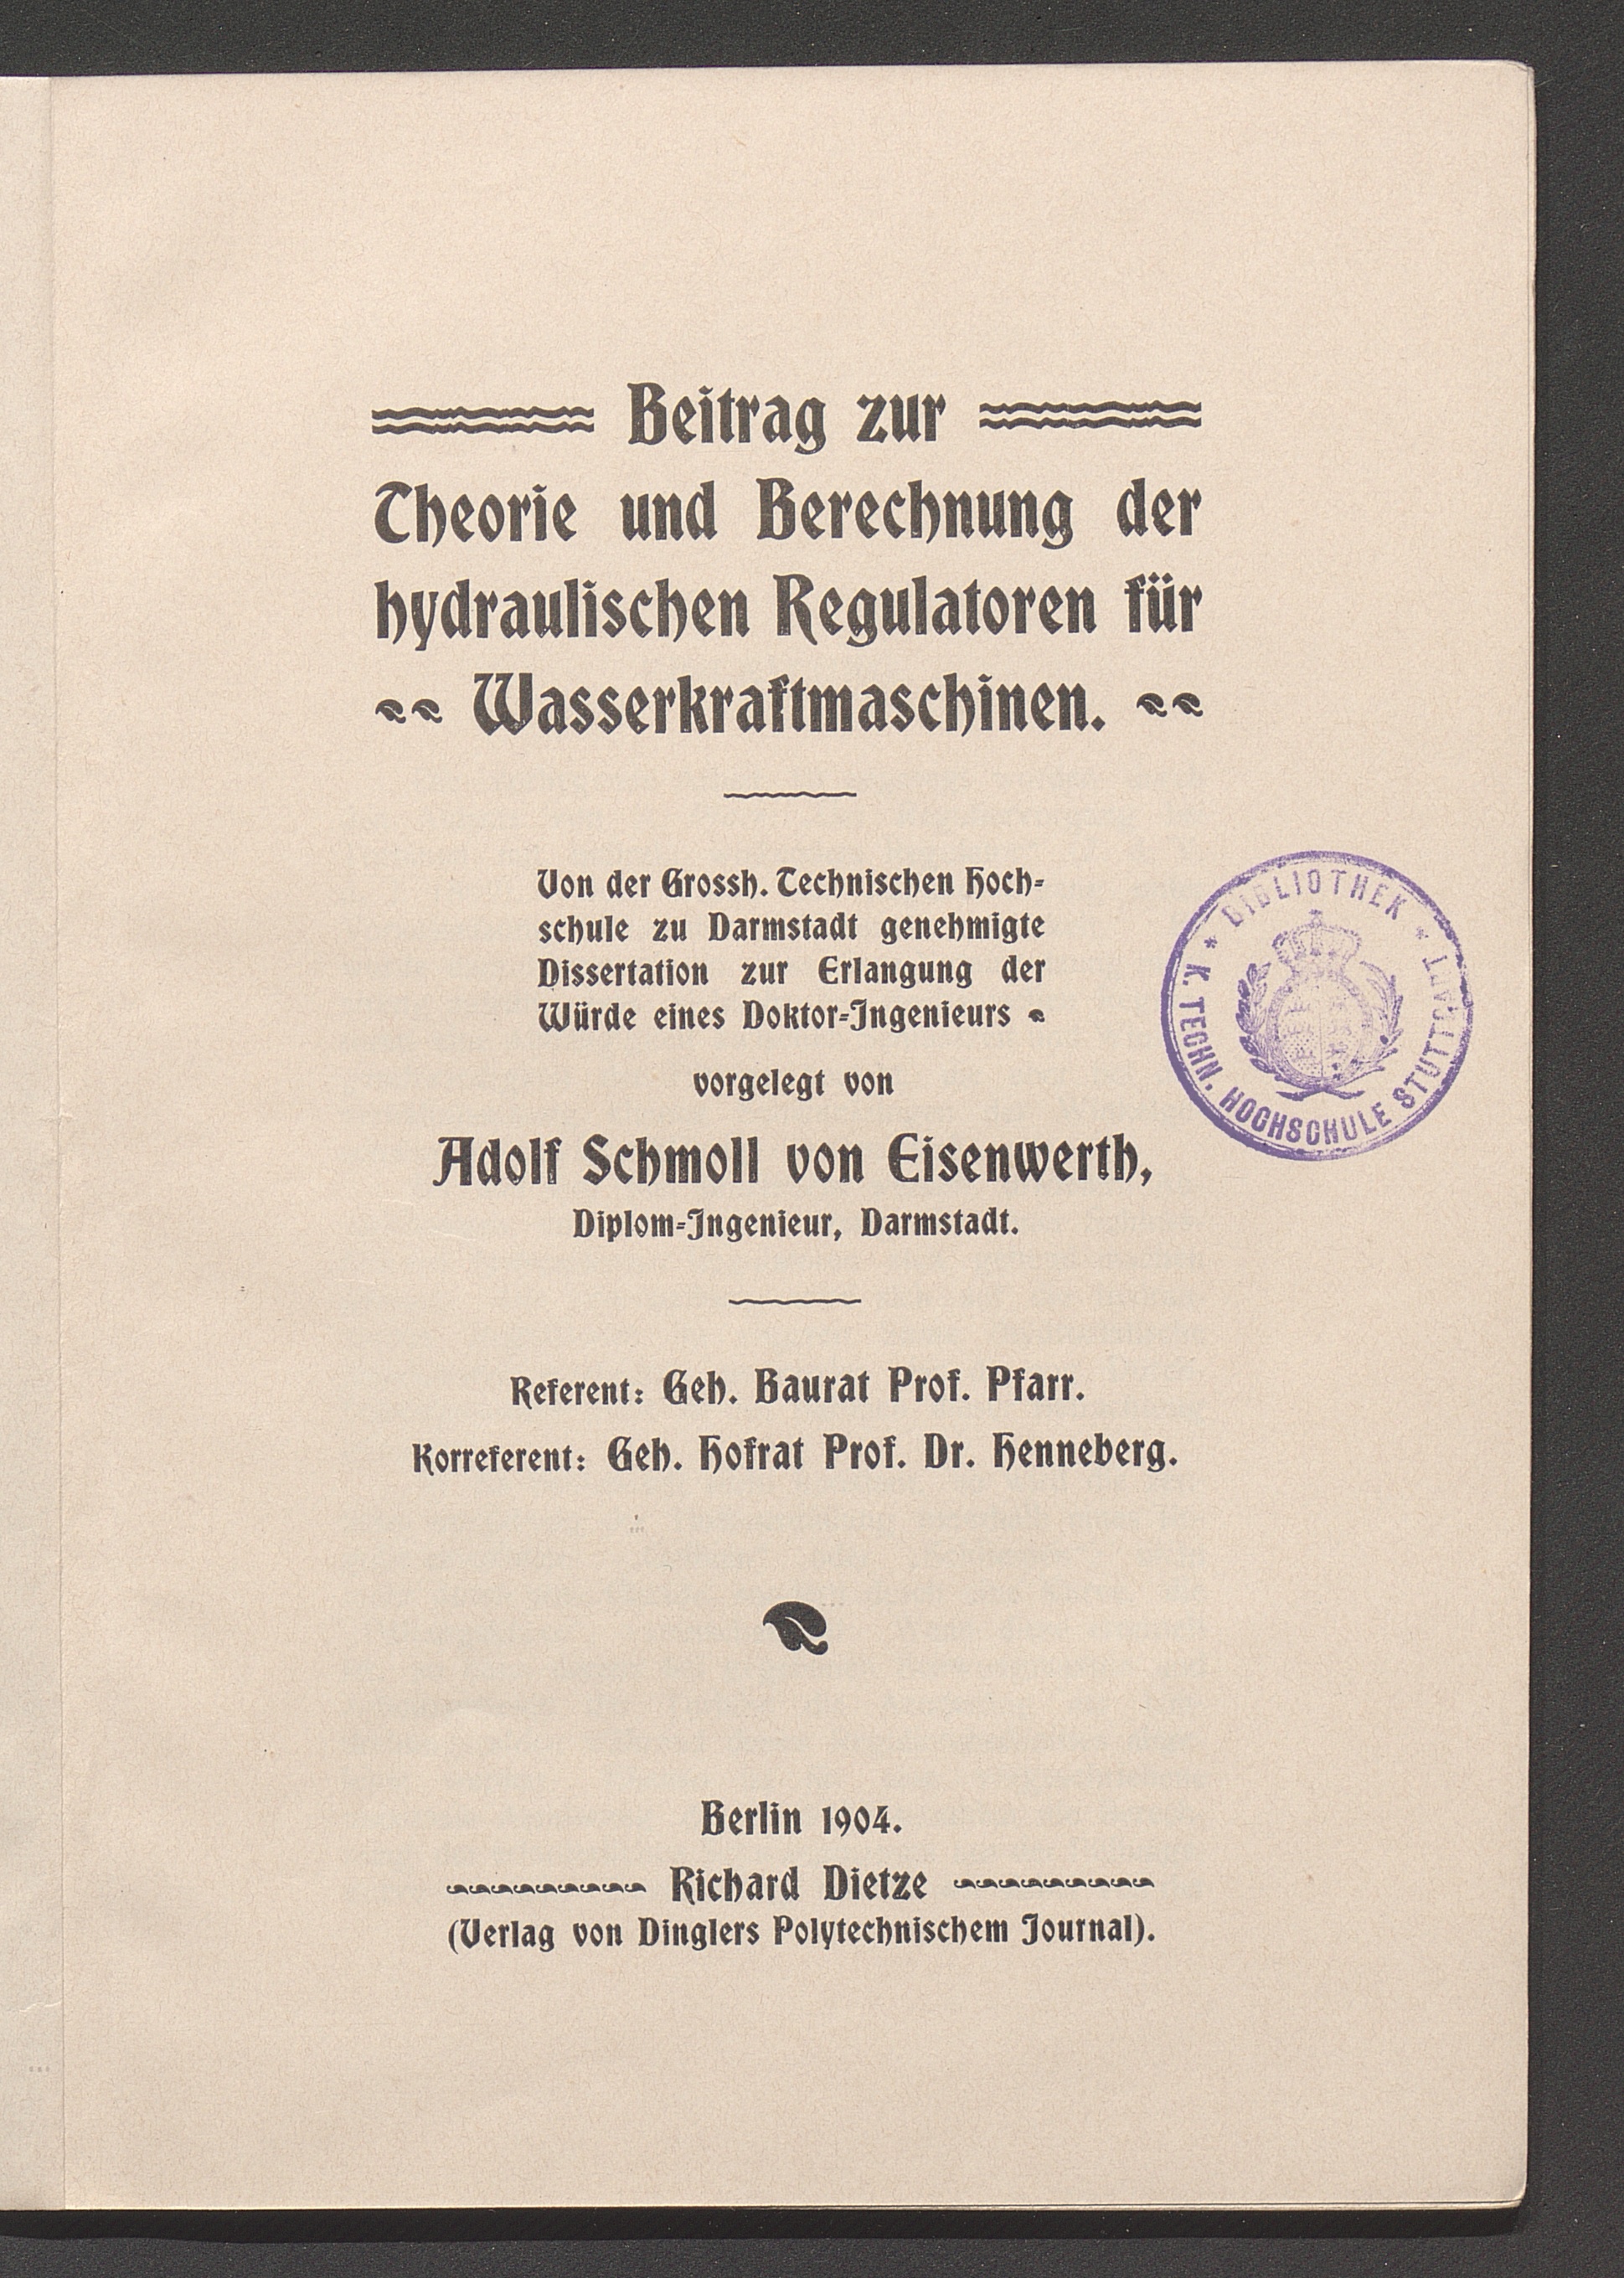 Beitrag zur
Theorie und Berechnung der
hydraulischen Regulatoren für
Wasserkraftmaschinen.
Von der Grossh. Technischen Hoch-
schule zu Darmstadt genehmigte
Dissertation zur Erlangung der
Würde eines Doktor-Ingenieurs
vorgelegt von
Adolf Schmoll von Eisenwerth,
Diplom-Ingenieur, Darmstadt.
* BIBLIOTHEK *
K. TECHN. HOCHSCHULE STUTTGART
Referent: Geh. Baurat Prof. Pfarr.
Korreferent: Geh. Hofrat Prof. Dr. Henneberg.
Berlin 1904.
Richard Dietze
(Verlag von Dinglers Polytechnischem Journal).